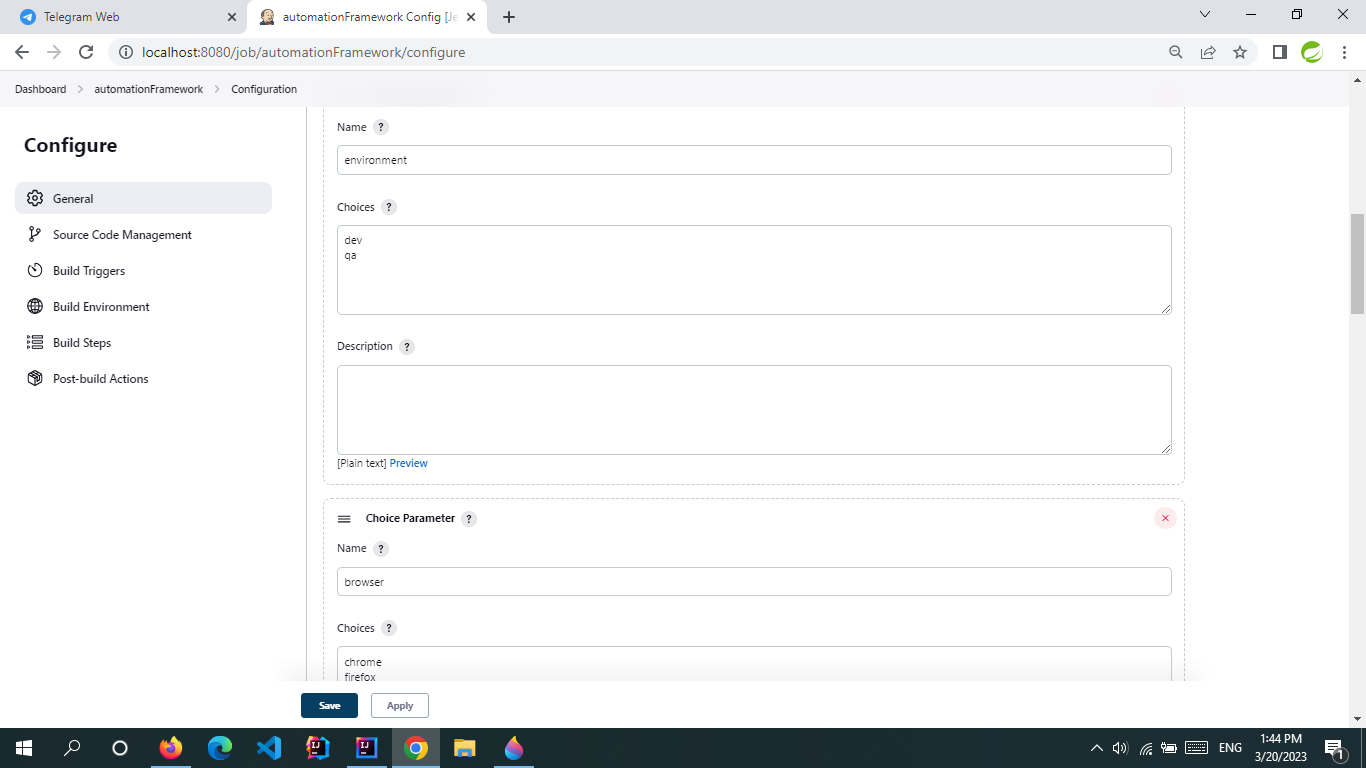 Telegram Web
automationFramework Config [Je
localhost:8080/job/automationFramework/configure
Dashboard > automationFramework > Configuration
Configure
General
Source Code Management
Build Triggers
Build Environment
Build Steps
Post-build Actions
Name ?
environment
Choices ?
dev
qa
Description ?
[Plain text] Preview
Choice Parameter ?
Name ?
browser
Choices ?
chrome
firefox
Save
Apply
ENG
1:44 PM
3/20/2023
1